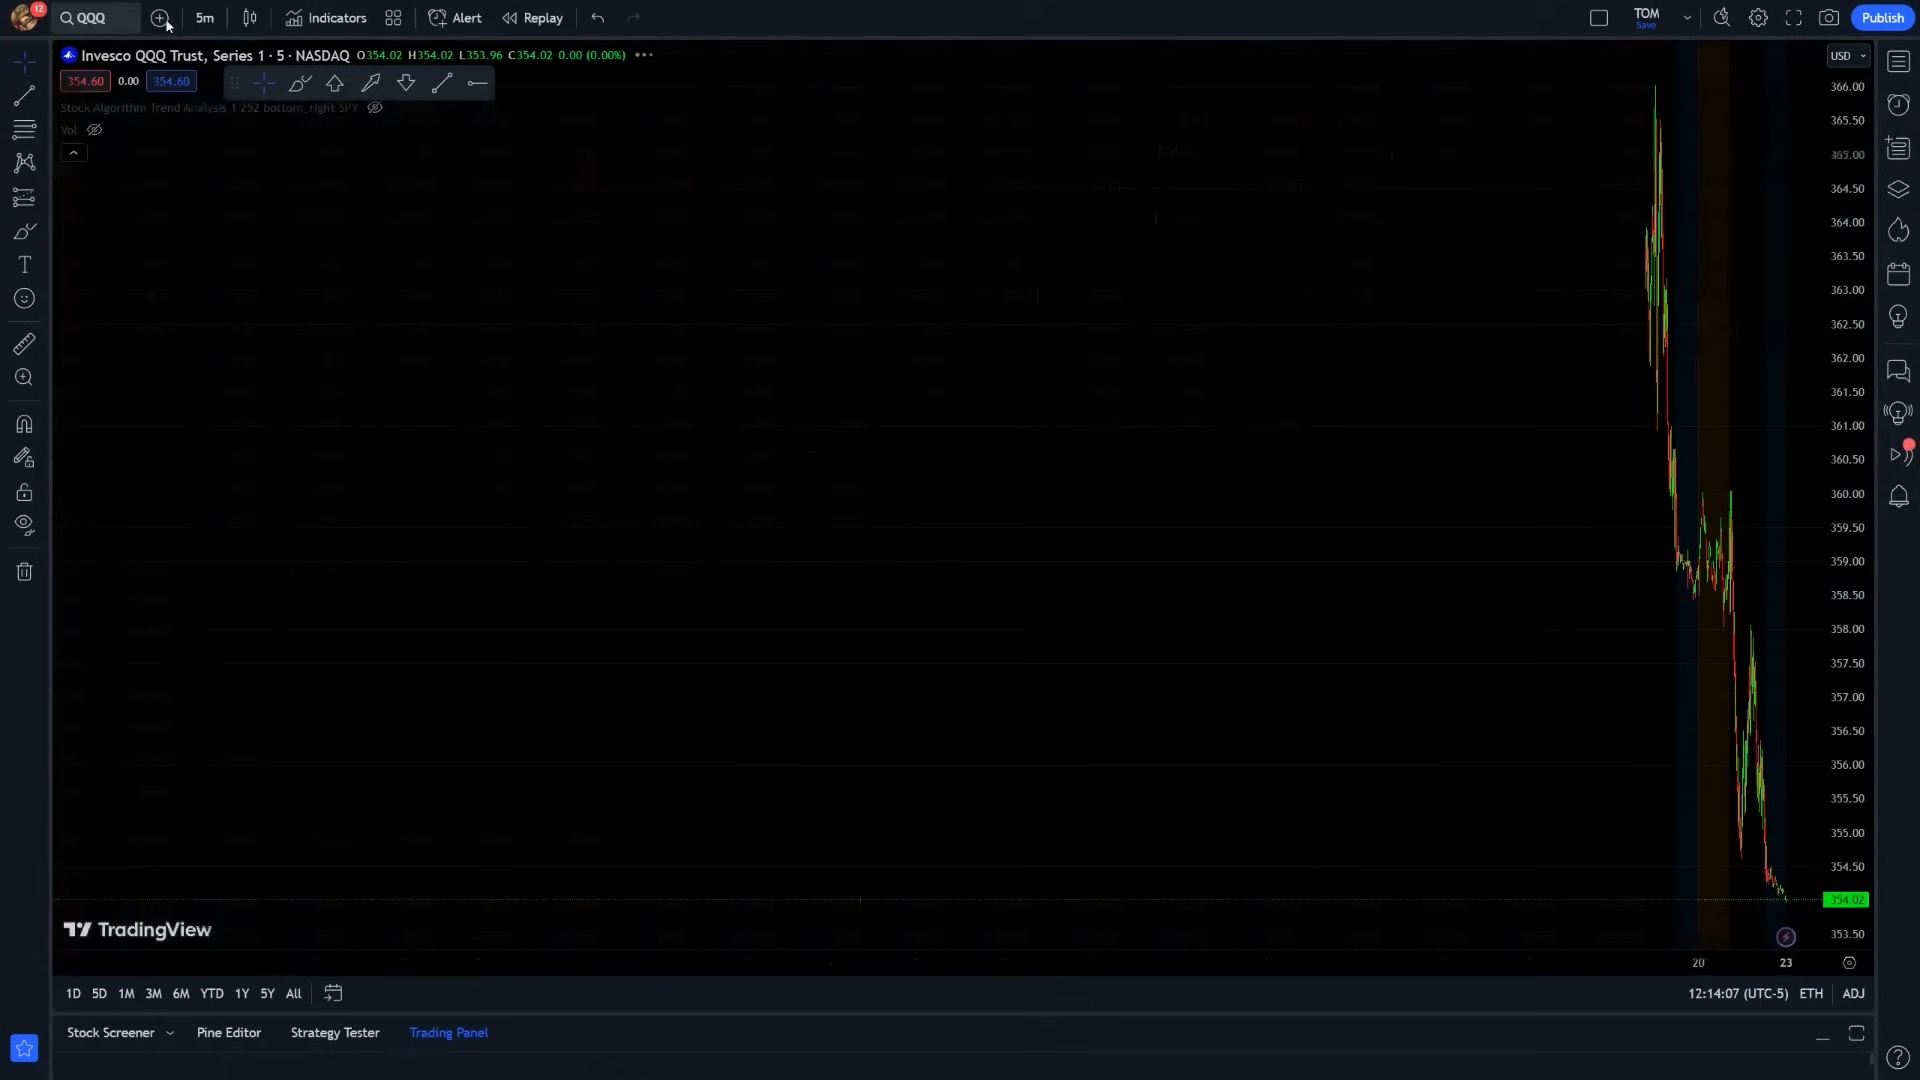 12
QQQ
5m
Indicators
Alert
Replay
TOM
Save
Publish
Invesco QQQ Trust, Series 1 · 5 · NASDAQ O354.02 H354.02 L353.96 C354.02 0.00 (0.00%)
USD
354.60 0.00 354.60
Stock Algorithm Trend Analysis 1 252 bottom_right SPY
Vol
366.00
365.50
365.00
364.50
364.00
363.50
363.00
362.50
362.00
361.50
361.00
360.50
360.00
359.50
359.00
358.50
358.00
357.50
357.00
356.50
356.00
355.50
355.00
354.50
354.02
353.50
TradingView
20 23
1D 5D 1M 3M 6M YTD 1Y 5Y All
12:14:07 (UTC-5) ETH ADJ
Stock Screener Pine Editor Strategy Tester Trading Panel